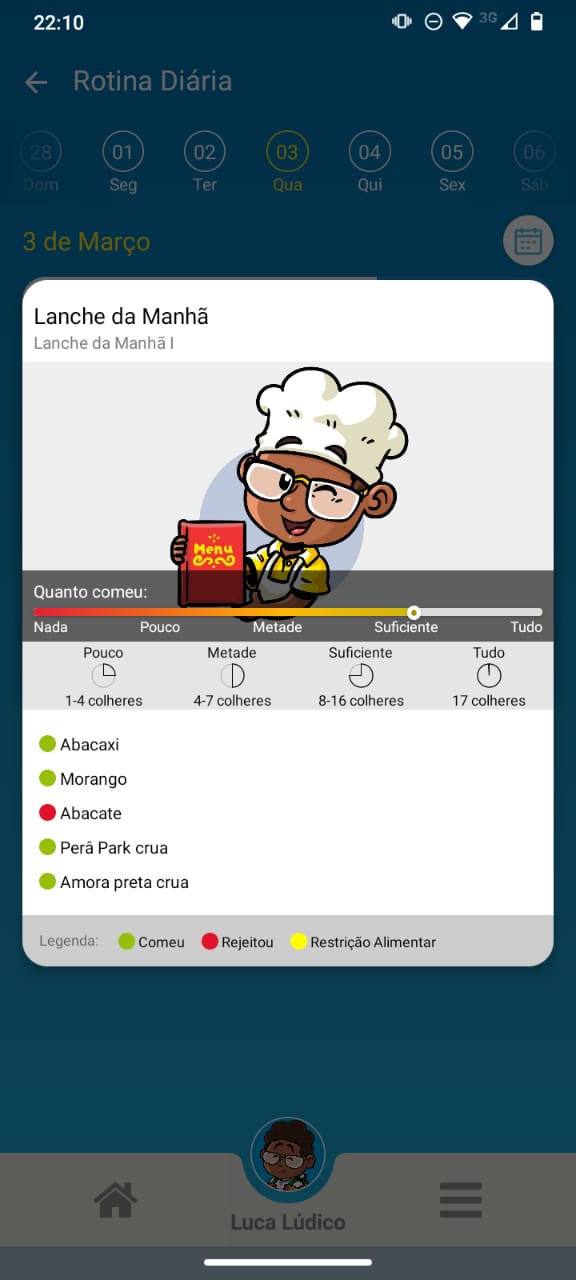 22:10
3G
Rotina Diária
28 01 02 03 04 05 06
Dom Seg Ter Qua Qui Sex Sáb
3 de Março
Lanche da Manhã
Lanche da Manhã I
Menu
Quanto comeu:
Nada Pouco Metade Suficiente Tudo
Pouco Metade Suficiente Tudo
1-4 colheres 4-7 colheres 8-16 colheres 17 colheres
Abacaxi
Morango
Abacate
Perâ Park crua
Amora preta crua
Legenda: Comeu Rejeitou Restrição Alimentar
Luca Lúdico